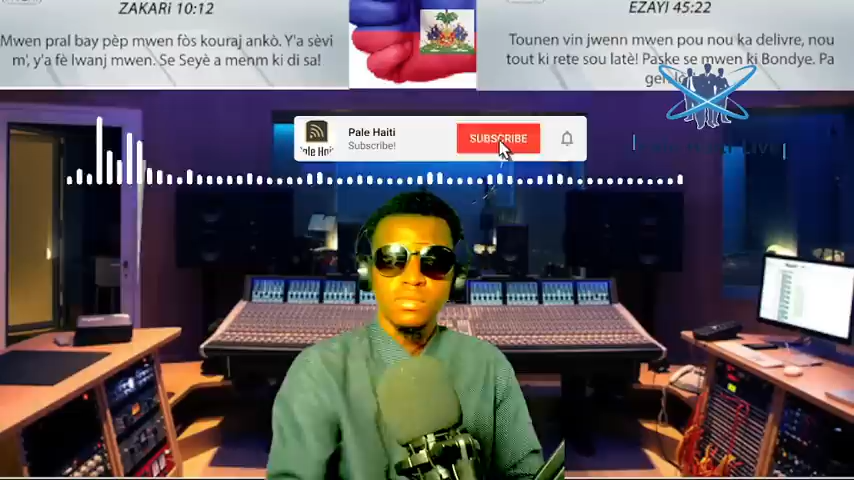 ZAKARi 10:12
Mwen pral bay pèp mwen fòs kouraj ankò. Y'a sèvi
m', y'a fè lwanj mwen. Se Seyè a menm ki di sa!
EZAYI 45:22
Tounen vin jwenn mwen pou nou ka delivre, nou
tout ki rete sou latè! Paske se mwen ki Bondye. Pa
Pale Haiti
Subscribe!
SUBSCRIBE